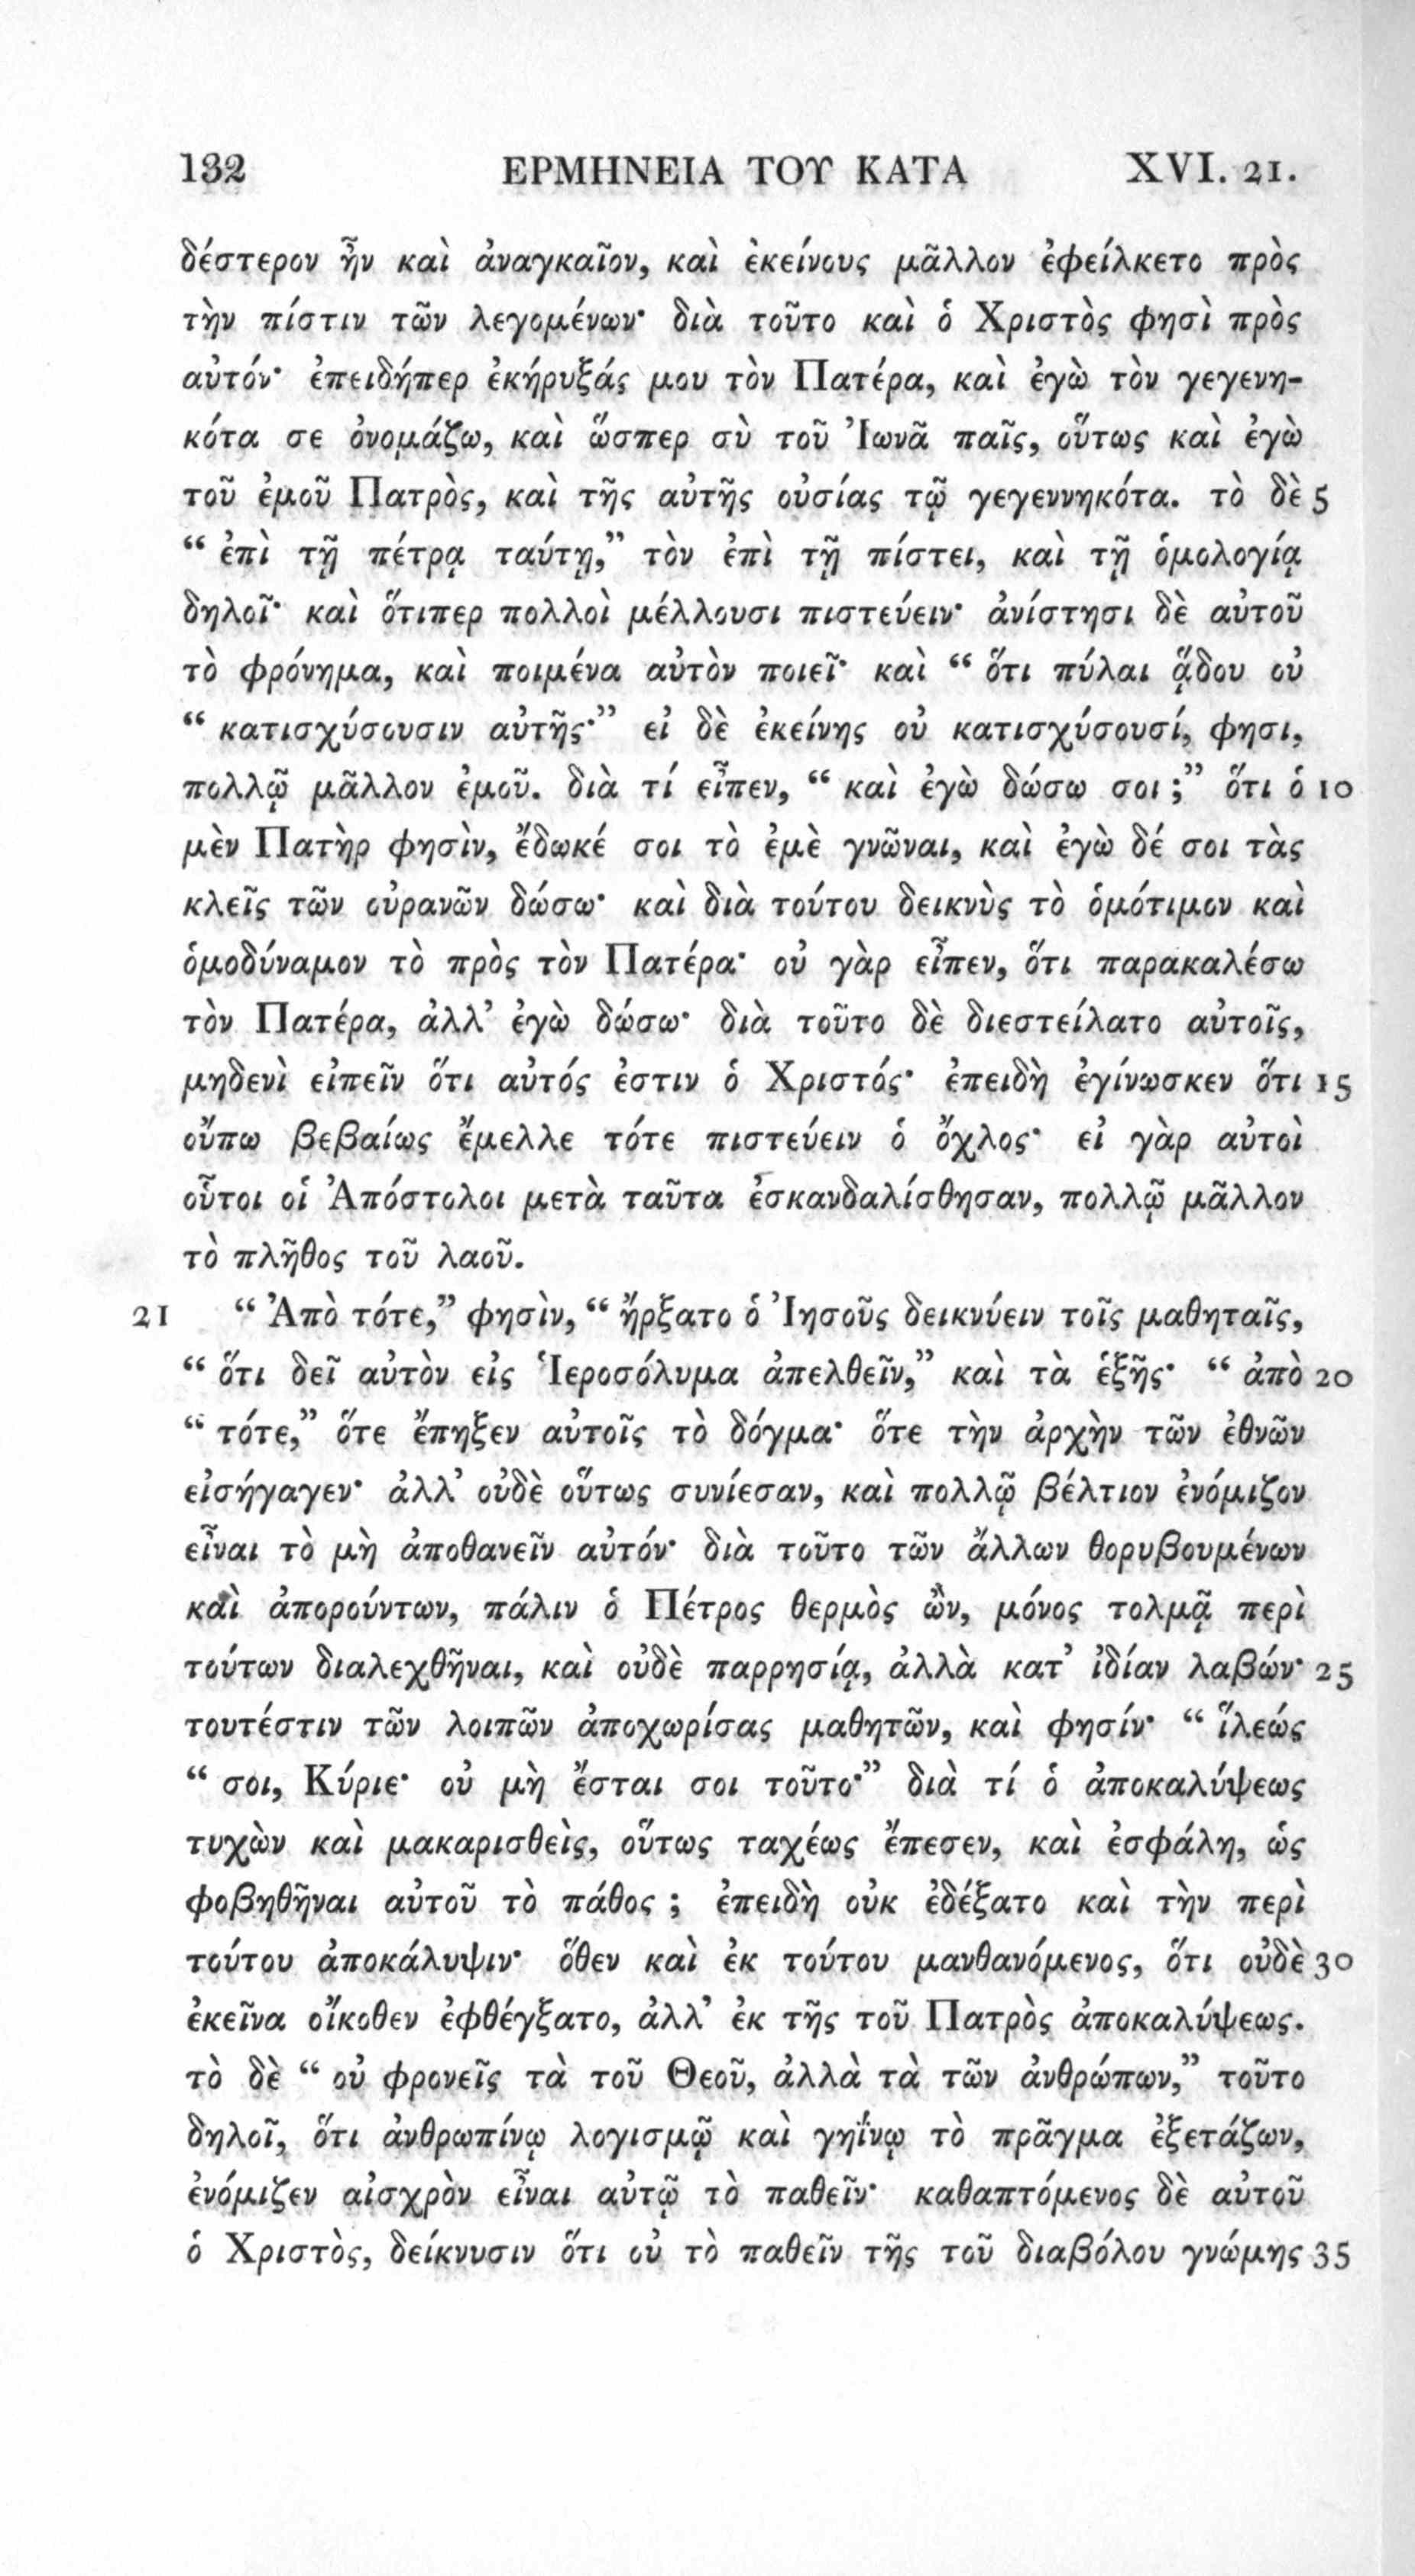 132 ΕΡΜΗΝΕΙΑ ΤΟΥ ΚΑΤΑ XVI. 21.
δέστερον ἦν καὶ ἀναγκαῖον, καὶ ἐκείνους μᾶλλον ἐφείλκετο πρὸς
τὴν πίστιν τῶν λεγομένων· διὰ τοῦτο καὶ ὁ Χριστὸς φησὶ πρὸς
αὐτόν· ἐπειδήπερ ἐκήρυξάς μου τὸν Πατέρα, καὶ ἐγὼ τὸν γεγενη-
κότα σε ὀνομάζω, καὶ ὥσπερ σὺ τοῦ Ἰωνᾶ παῖς, οὕτως καὶ ἐγὼ
τοῦ ἐμοῦ Πατρὸς, καὶ τῆς αὐτῆς οὐσίας τῷ γεγεννηκότα. τὸ δὲ 5
“ ἐπὶ τῇ πέτρᾳ ταύτῃ,” τὸν ἐπὶ τῇ πίστει, καὶ τῇ ὁμολογίᾳ
δηλοῖ· καὶ ὅτιπερ πολλοὶ μέλλουσι πιστεύειν· ἀνίστησι δὲ αὐτοῦ
τὸ φρόνημα, καὶ ποιμένα αὐτὸν ποιεῖ· καὶ “ ὅτι πύλαι ᾅδου οὐ
“ κατισχύσουσιν αὐτῆς·” εἰ δὲ ἐκείνης οὐ κατισχύσουσί, φησι,
πολλῷ μᾶλλον ἐμοῦ. διὰ τί εἶπεν, “ καὶ ἐγὼ δώσω σοι ;” ὅτι ὁ 10
μὲν Πατὴρ φησὶν, ἔδωκέ σοι τὸ ἐμὲ γνῶναι, καὶ ἐγὼ δέ σοι τὰς
κλεῖς τῶν οὐρανῶν δώσω· καὶ διὰ τούτου δεικνὺς τὸ ὁμότιμον καὶ
ὁμοδύναμον τὸ πρὸς τὸν Πατέρα· οὐ γὰρ εἶπεν, ὅτι παρακαλέσω
τὸν Πατέρα, ἀλλ’ ἐγὼ δώσω· διὰ τοῦτο δὲ διεστείλατο αὐτοῖς,
μηδενὶ εἰπεῖν ὅτι αὐτός ἐστιν ὁ Χριστός· ἐπειδὴ ἐγίνωσκεν ὅτι 15
οὔπω βεβαίως ἔμελλε τότε πιστεύειν ὁ ὄχλος· εἰ γὰρ αὐτοὶ
οὗτοι οἱ Ἀπόστολοι μετὰ ταῦτα ἐσκανδαλίσθησαν, πολλῷ μᾶλλον
τὸ πλῆθος τοῦ λαοῦ.
21 “ Ἀπὸ τότε,” φησὶν, “ ἤρξατο ὁ Ἰησοῦς δεικνύειν τοῖς μαθηταῖς,
“ ὅτι δεῖ αὐτὸν εἰς Ἱεροσόλυμα ἀπελθεῖν,” καὶ τὰ ἑξῆς· “ ἀπὸ 20
“ τότε,” ὅτε ἔπηξεν αὐτοῖς τὸ δόγμα· ὅτε τὴν ἀρχὴν τῶν ἐθνῶν
εἰσήγαγεν· ἀλλ’ οὐδὲ οὕτως συνίεσαν, καὶ πολλῷ βέλτιον ἐνόμιζον
εἶναι τὸ μὴ ἀποθανεῖν αὐτόν· διὰ τοῦτο τῶν ἄλλων θορυβουμένων
καὶ ἀπορούντων, πάλιν ὁ Πέτρος θερμὸς ὢν, μόνος τολμᾷ περὶ
τούτων διαλεχθῆναι, καὶ οὐδὲ παρρησίᾳ, ἀλλὰ κατ’ ἰδίαν λαβών· 25
τουτέστιν τῶν λοιπῶν ἀποχωρίσας μαθητῶν, καὶ φησίν· “ ἵλεώς
“ σοι, Κύριε· οὐ μὴ ἔσται σοι τοῦτο·” διὰ τί ὁ ἀποκαλύψεως
τυχὼν καὶ μακαρισθεὶς, οὕτως ταχέως ἔπεσεν, καὶ ἐσφάλη, ὡς
φοβηθῆναι αὐτοῦ τὸ πάθος ; ἐπειδὴ οὐκ ἐδέξατο καὶ τὴν περὶ
τούτου ἀποκάλυψιν· ὅθεν καὶ ἐκ τούτου μανθανόμενος, ὅτι οὐδὲ 30
ἐκεῖνα οἴκοθεν ἐφθέγξατο, ἀλλ’ ἐκ τῆς τοῦ Πατρὸς ἀποκαλύψεως.
τὸ δὲ “ οὐ φρονεῖς τὰ τοῦ Θεοῦ, ἀλλὰ τὰ τῶν ἀνθρώπων,” τοῦτο
δηλοῖ, ὅτι ἀνθρωπίνῳ λογισμῷ καὶ γηΐνῳ τὸ πρᾶγμα ἐξετάζων,
ἐνόμιζεν αἰσχρὸν εἶναι αὐτῷ τὸ παθεῖν· καθαπτόμενος δὲ αὐτοῦ
ὁ Χριστὸς, δείκνυσιν ὅτι οὐ τὸ παθεῖν τῆς τοῦ διαβόλου γνώμης 35